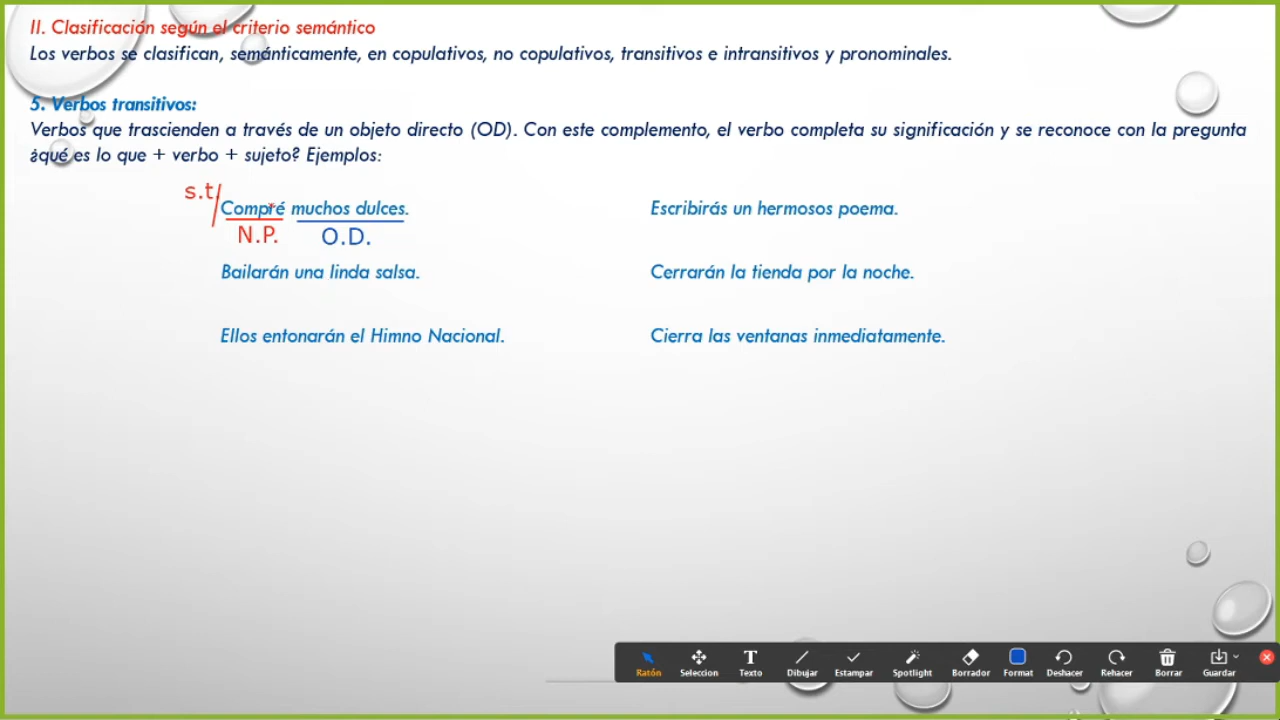 II. Clasificación según el criterio semántico
Los verbos se clasifican, semánticamente, en copulativos, no copulativos, transitivos e intransitivos y pronominales.
5. Verbos transitivos:
Verbos que trascienden a través de un objeto directo (OD). Con este complemento, el verbo completa su significación y se reconoce con la pregunta
¿qué es lo que + verbo + sujeto? Ejemplos:
s.t./
Compré muchos dulces.
N.P. O.D.
Escribirás un hermosos poema.
Bailarán una linda salsa.
Cerrarán la tienda por la noche.
Ellos entonarán el Himno Nacional.
Cierra las ventanas inmediatamente.
Ratón Seleccion Texto Dibujar Estampar Spotlight Borrador Format Deshacer Rehacer Borrar Guardar